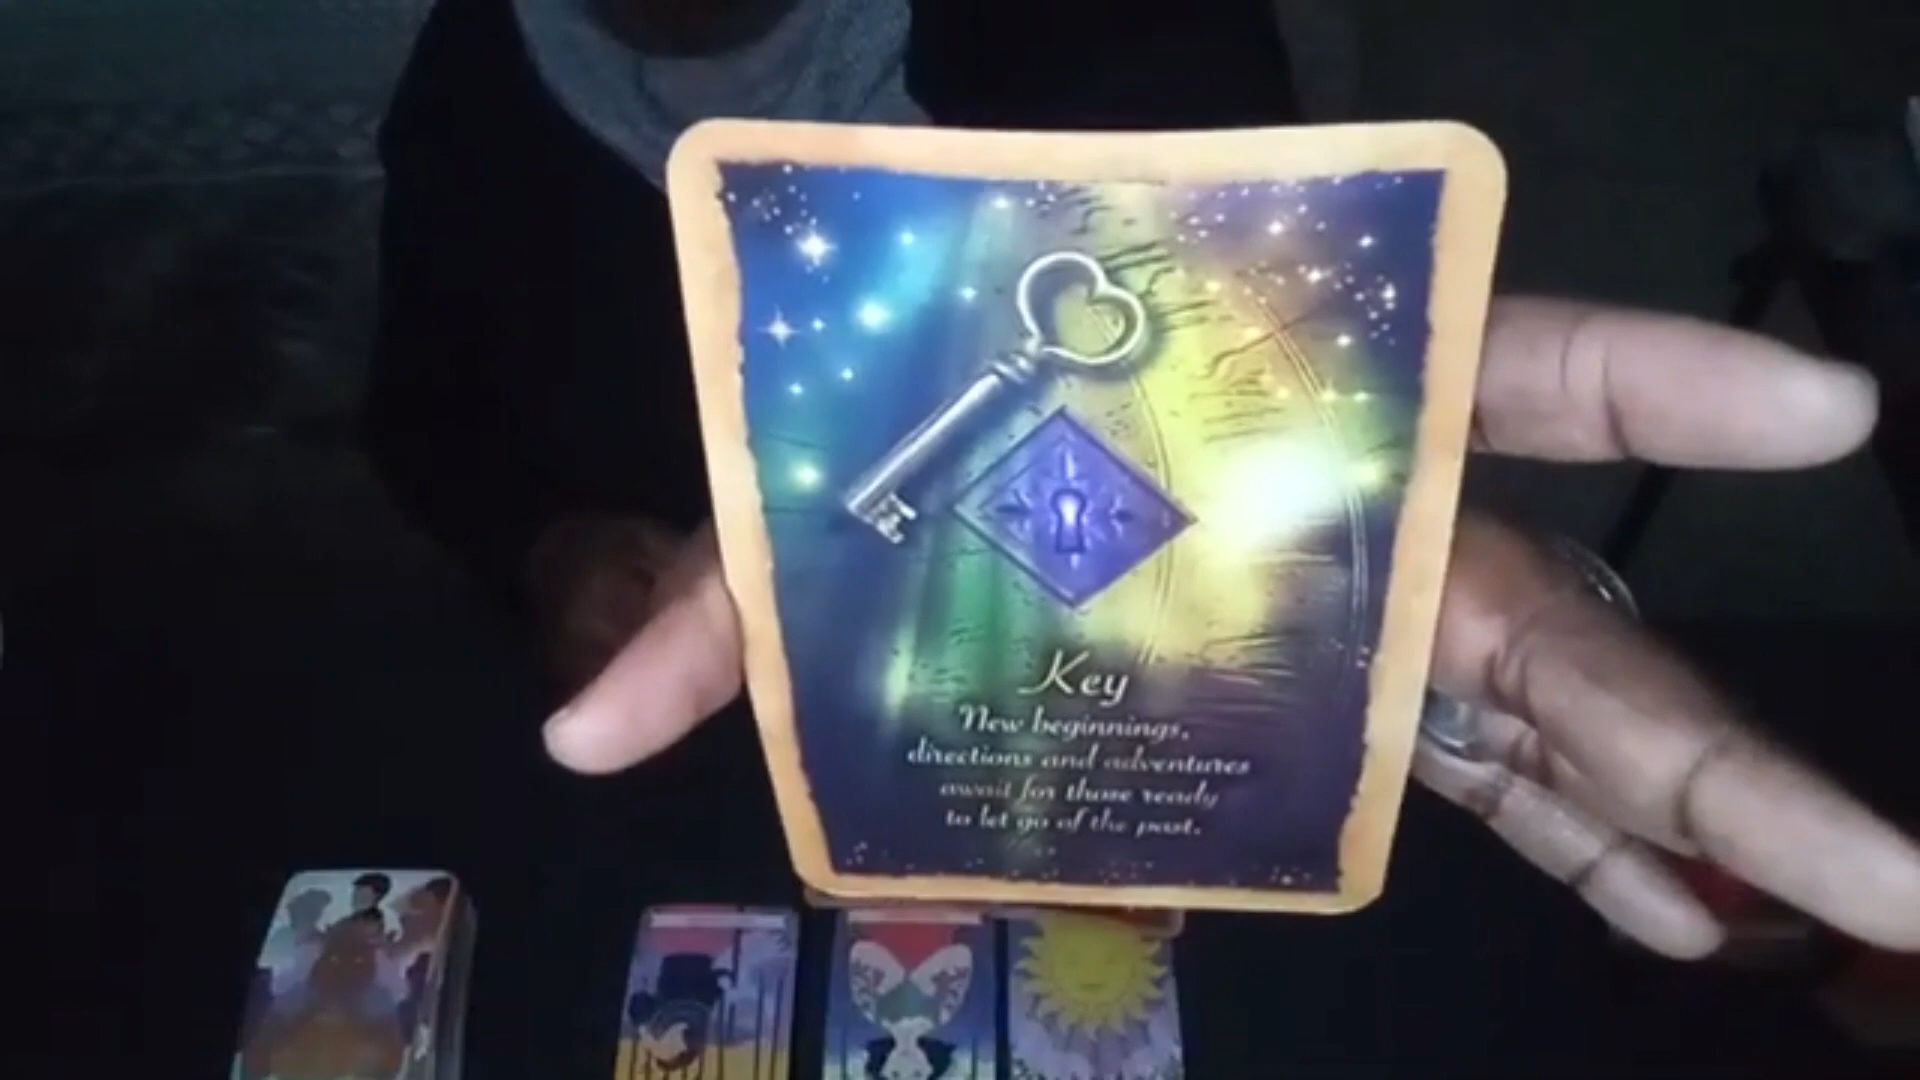 Key
New beginnings,
directions and adventures
await for those ready
to let go of the past.